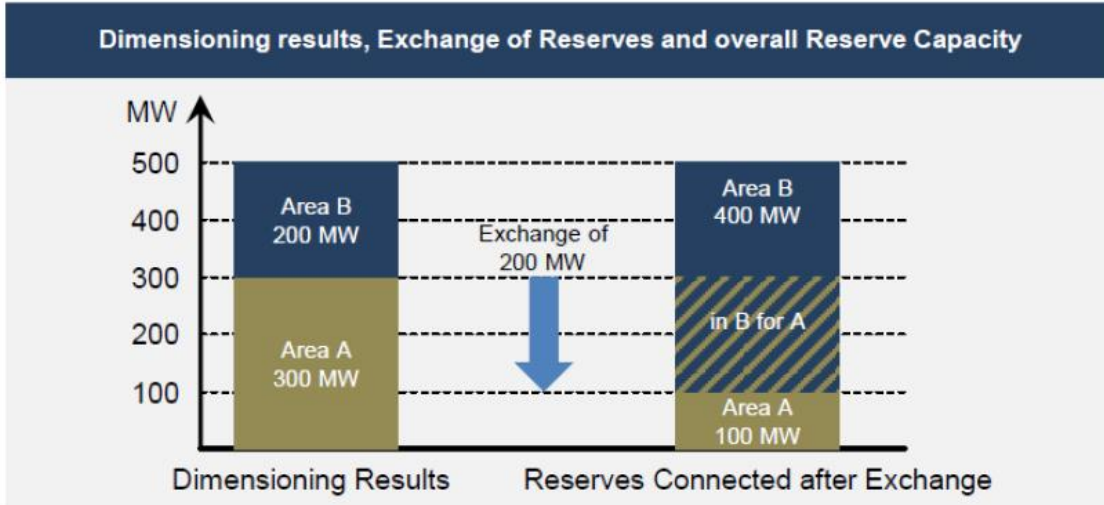 Dimensioning results, Exchange of Reserves and overall Reserve Capacity
MW
500
400
300
200
100
Area B
200 MW
Area A
300 MW
Exchange of
200 MW
Area B
400 MW
in B for A
Area A
100 MW
Dimensioning Results
Reserves Connected after Exchange